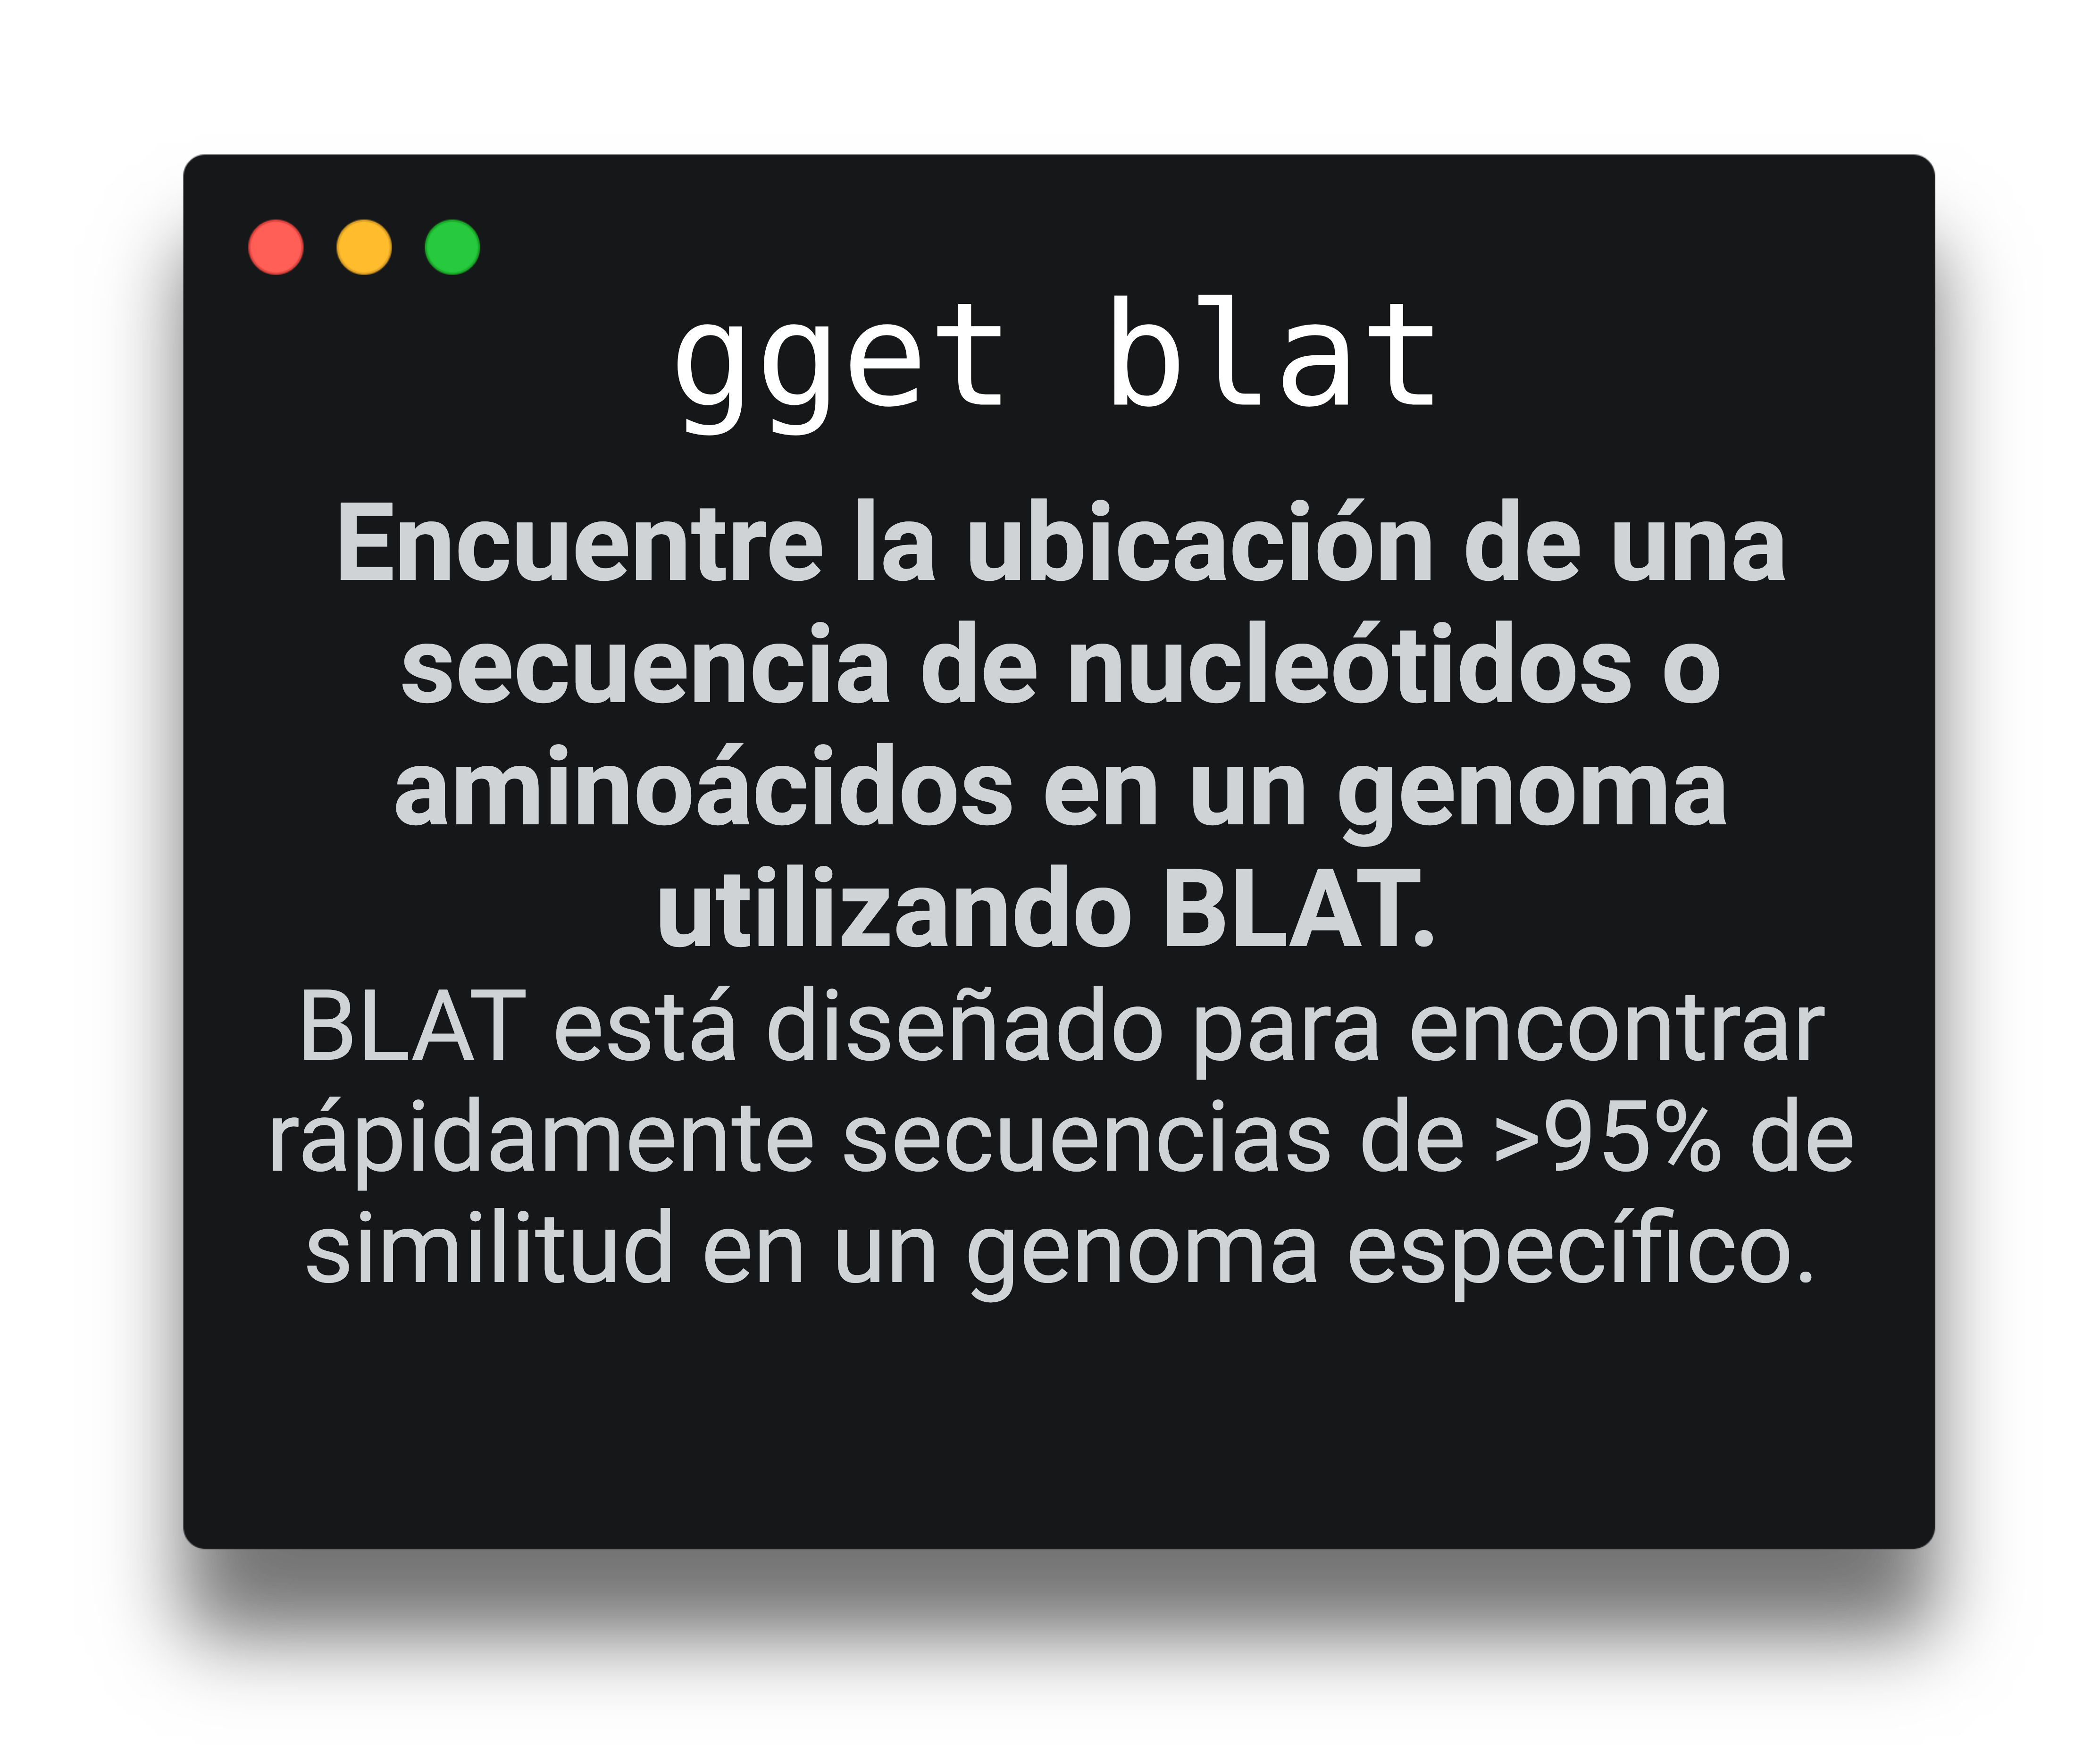 gget blat
Encuentre la ubicación de una
secuencia de nucleótidos o
aminoácidos en un genoma
utilizando BLAT.
BLAT está diseñado para encontrar
rápidamente secuencias de >95% de
similitud en un genoma específico.